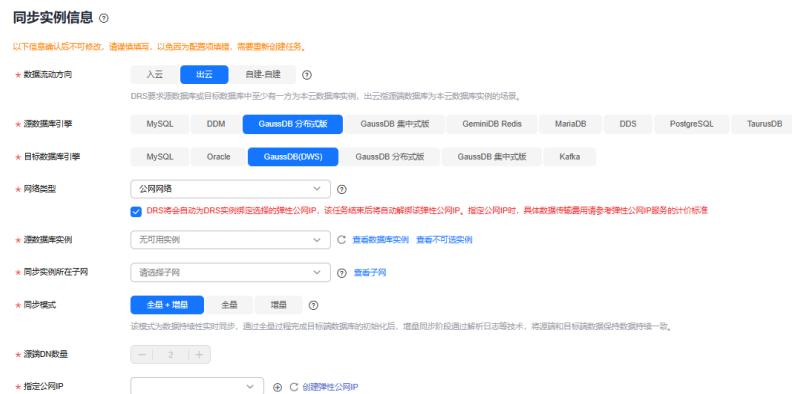 同步实例信息
以下信息确认后不可修改，请谨慎填写，以免因为配置项填错，需要重新创建任务。
数据流动方向 入云 出云 自建-自建
DRS要求源数据库或目标数据库中至少有一方为本云数据库实例，出云指源端数据库为本云数据库实例的场景。
源数据库引擎 MySQL DDM GaussDB 分布式版 GaussDB 集中式版 GeminiDB Redis MariaDB DDS PostgreSQL TaurusDB
目标数据库引擎 MySQL Oracle GaussDB(DWS) GaussDB 分布式版 GaussDB 集中式版 Kafka
网络类型 公网网络
DRS将会自动为DRS实例绑定选择的弹性公网IP，该任务结束后将自动解绑该弹性公网IP。指定公网IP时，具体数据传输费用请参考弹性公网IP服务的计价标准
源数据库实例 无可用实例 查看数据库实例 查看不可选实例
同步实例所在子网 请选择子网 查看子网
同步模式 全量+增量 全量 增量
该模式为数据持续性实时同步，通过全量过程完成目标端数据库的初始化后，增量同步阶段通过解析日志等技术，将源端和目标端数据保持数据持续一致。
源端DN数量 2
指定公网IP 创建弹性公网IP